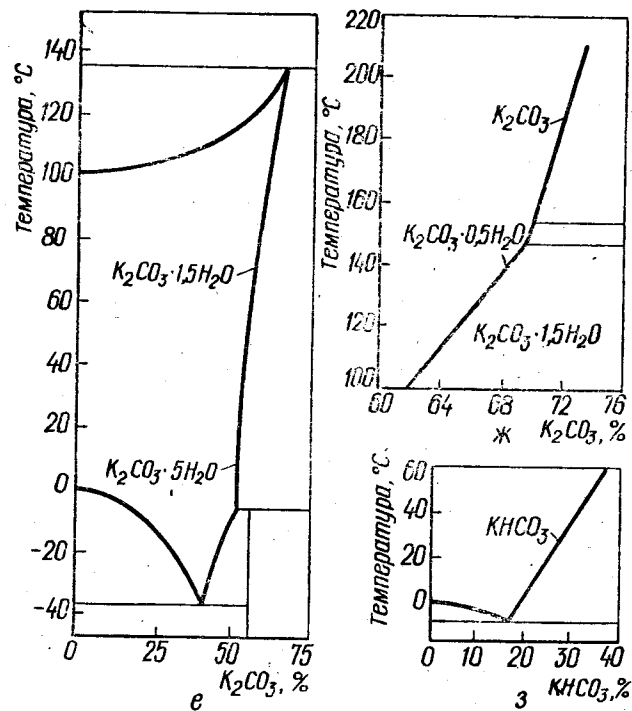 Температура, °C
140
120
100
80
60
40
20
0
-20
-40
K₂CO₃·1,5H₂O
K₂CO₃·5H₂O
0 25 50 75
K₂CO₃, %
е
Температура, °C
220
200
180
160
140
120
100
K₂CO₃
K₂CO₃·0,5H₂O
K₂CO₃·1,5H₂O
60 64 68 72 76
ж K₂CO₃, %
Температура, °C
60
40
20
0
KHCO₃
0 10 20 30 40
з KHCO₃, %